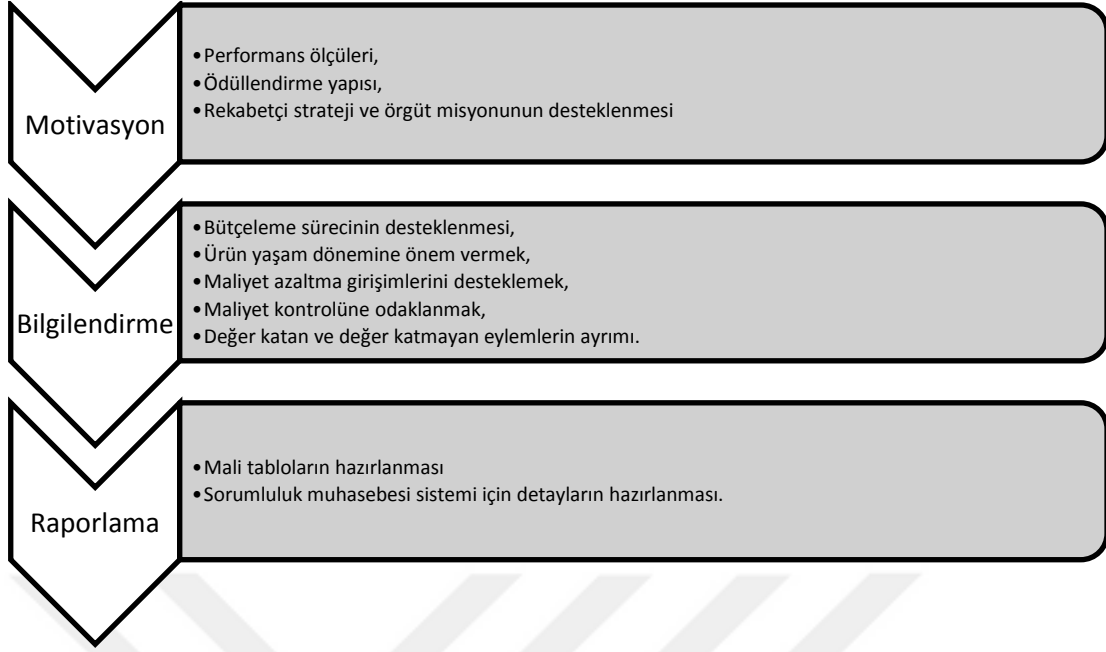 Motivasyon
•Performans ölçüleri,
•Ödüllendirme yapısı,
•Rekabetçi strateji ve örgüt misyonunun desteklenmesi
Bilgilendirme
•Bütçeleme sürecinin desteklenmesi,
•Ürün yaşam dönemine önem vermek,
•Maliyet azaltma girişimlerini desteklemek,
•Maliyet kontrolüne odaklanmak,
•Değer katan ve değer katmayan eylemlerin ayrımı.
Raporlama
•Mali tabloların hazırlanması
•Sorumluluk muhasebesi sistemi için detayların hazırlanması.